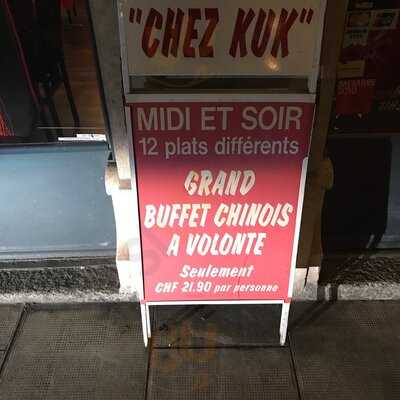 "CHEZ KUK"
MIDI ET SOIR
12 plats différents
GRAND
BUFFET CHINOIS
A VOLONTE
Seulement
CHF 21.90 par personne